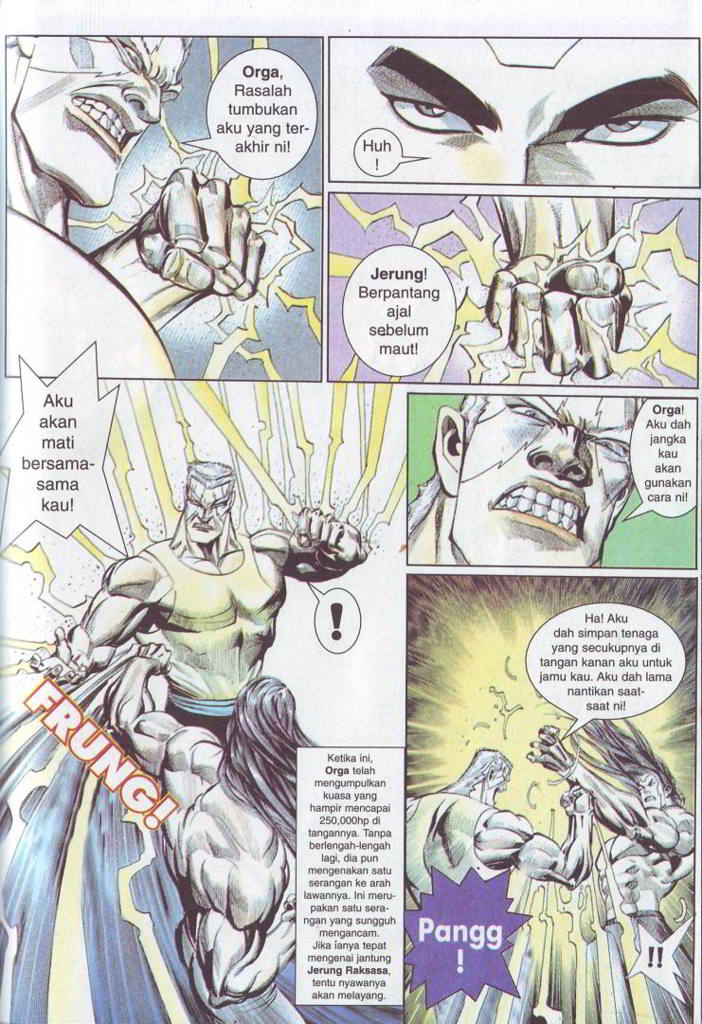 Orga,
Rasalah
tumbukan
aku yang ter-
akhir ni!
Huh
!
Jerung!
Berpantang
ajal
sebelum
maut!
Aku
akan
mati
bersama-
sama
kau!
!
FRUNG!
Orga!
Aku dah
jangka
kau
akan
gunakan
cara ni!
Ketika ini,
Orga telah
mengumpulkan
kuasa yang
hampir mencapai
250,000hp di
tangannya. Tanpa
berlengah-lengah
lagi, dia pun
mengenakan satu
serangan ke arah
lawannya. Ini meru-
pakan satu sera-
ngan yang sungguh
mengancam.
Jika ianya tepat
mengenai jantung
Jerung Raksasa,
tentu nyawanya
akan melayang.
Ha! Aku
dah simpan tenaga
yang secukupnya di
tangan kanan aku untuk
jamu kau. Aku dah lama
nantikan saat-
saat ni!
Pangg
!
!!